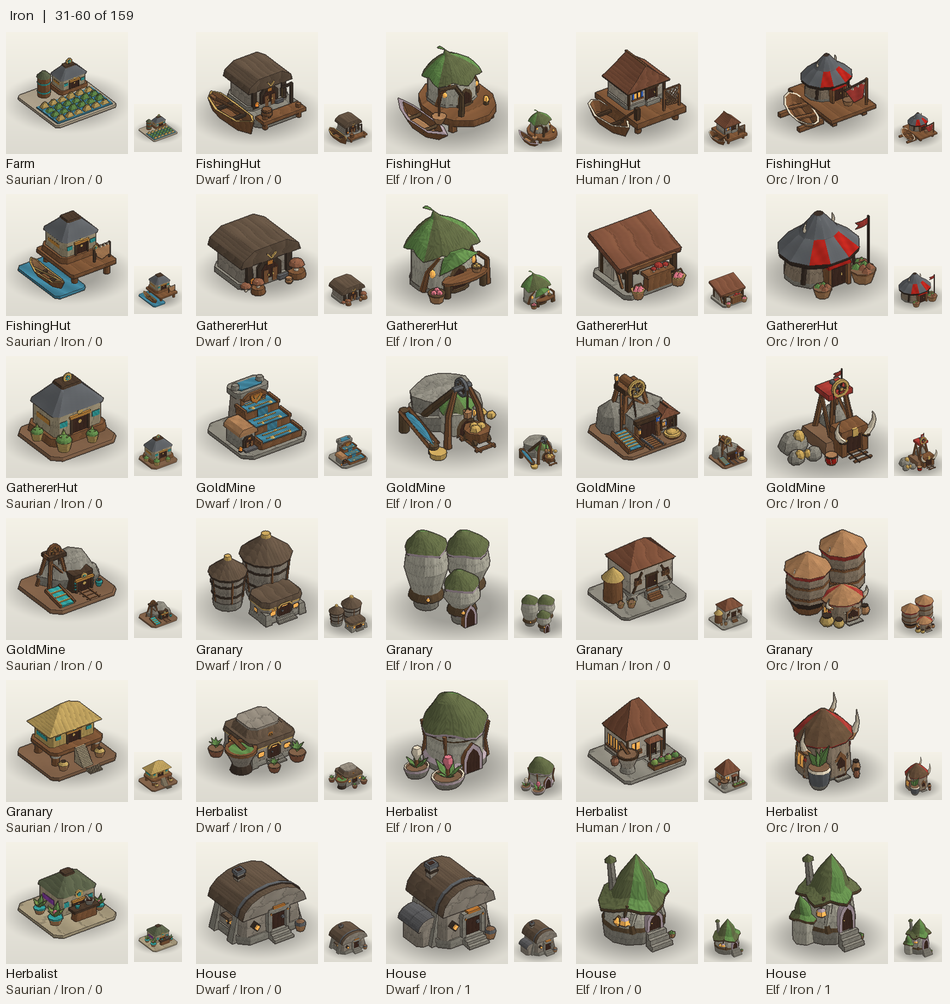 Iron | 31-60 of 159
Farm
Saurian / Iron / 0
FishingHut
Dwarf / Iron / 0
FishingHut
Elf / Iron / 0
FishingHut
Human / Iron / 0
FishingHut
Orc / Iron / 0
FishingHut
Saurian / Iron / 0
GathererHut
Dwarf / Iron / 0
GathererHut
Elf / Iron / 0
GathererHut
Human / Iron / 0
GathererHut
Orc / Iron / 0
GathererHut
Saurian / Iron / 0
GoldMine
Dwarf / Iron / 0
GoldMine
Elf / Iron / 0
GoldMine
Human / Iron / 0
GoldMine
Orc / Iron / 0
GoldMine
Saurian / Iron / 0
Granary
Dwarf / Iron / 0
Granary
Elf / Iron / 0
Granary
Human / Iron / 0
Granary
Orc / Iron / 0
Granary
Saurian / Iron / 0
Herbalist
Dwarf / Iron / 0
Herbalist
Elf / Iron / 0
Herbalist
Human / Iron / 0
Herbalist
Orc / Iron / 0
Herbalist
Saurian / Iron / 0
House
Dwarf / Iron / 0
House
Dwarf / Iron / 1
House
Elf / Iron / 0
House
Elf / Iron / 1